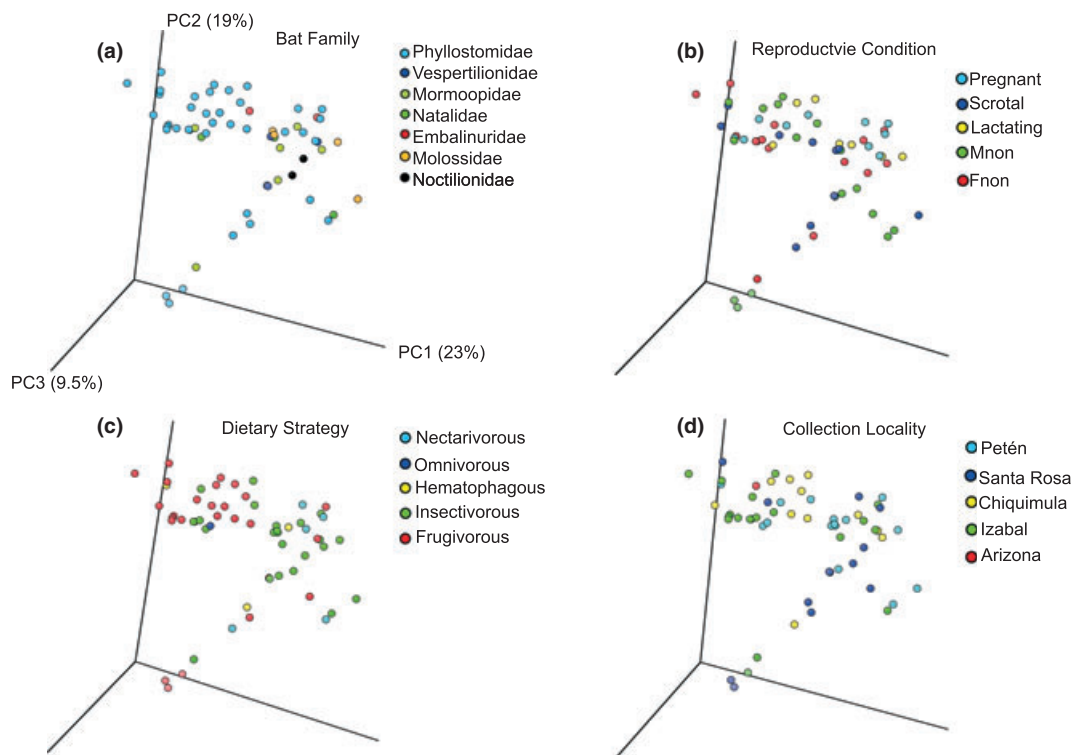 PC2 (19%)
(a)
Bat Family
Phyllostomidae
Vespertilionidae
Mormoopidae
Natalidae
Embalinuridae
Molossidae
Noctilionidae
PC1 (23%)
PC3 (9.5%)
(b)
Reproductvie Condition
Pregnant
Scrotal
Lactating
Mnon
Fnon
(c)
Dietary Strategy
Nectarivorous
Omnivorous
Hematophagous
Insectivorous
Frugivorous
(d)
Collection Locality
Petén
Santa Rosa
Chiquimula
Izabal
Arizona